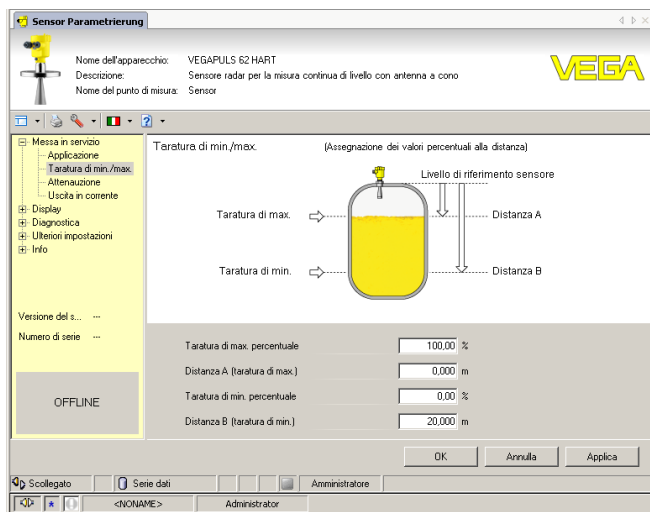 Sensor Parametrierung
Nome dell'apparecchio: VEGAPULS 62 HART
Descrizione: Sensore radar per la misura continua di livello con antenna a cono
Nome del punto di misura: Sensor
VEGA
Messa in servizio
Applicazione
Taratura di min./max.
Attenuazione
Uscita in corrente
Display
Diagnostica
Ulteriori impostazioni
Info
Versione del s... ---
Numero di serie ---
OFFLINE
Taratura di min./max. (Assegnazione dei valori percentuali alla distanza)
Livello di riferimento sensore
Taratura di max. Distanza A
Taratura di min. Distanza B
Taratura di max. percentuale 100,00 %
Distanza A (taratura di max.) 0,000 m
Taratura di min. percentuale 0,00 %
Distanza B (taratura di min.) 20,000 m
OK Annulla Applica
Scollegato Serie dati Amministratore
<NONAME> Administrator